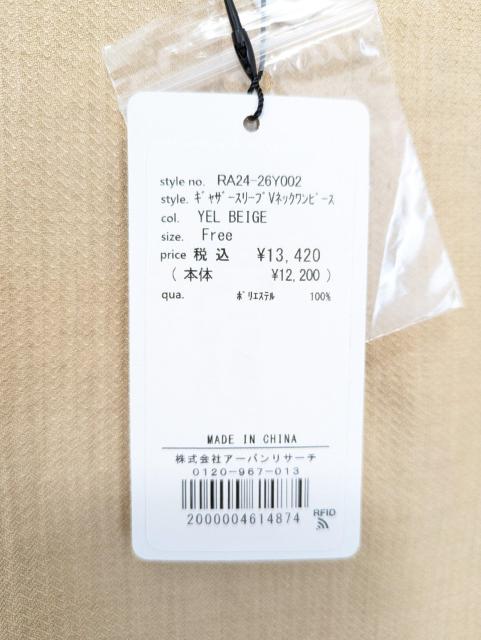 style no. RA24-26Y002
style. ｷﾞｬｻﾞｰｽﾘｰﾌﾞVﾈｯｸﾜﾝﾋﾟｰｽ
col. YEL BEIGE
size. Free
price 税込 ¥13,420
( 本体 ¥12,200 )
qua. ﾎﾟﾘｴｽﾃﾙ 100%
MADE IN CHINA
株式会社アーバンリサーチ
0120-967-013
2000004614874
RFID